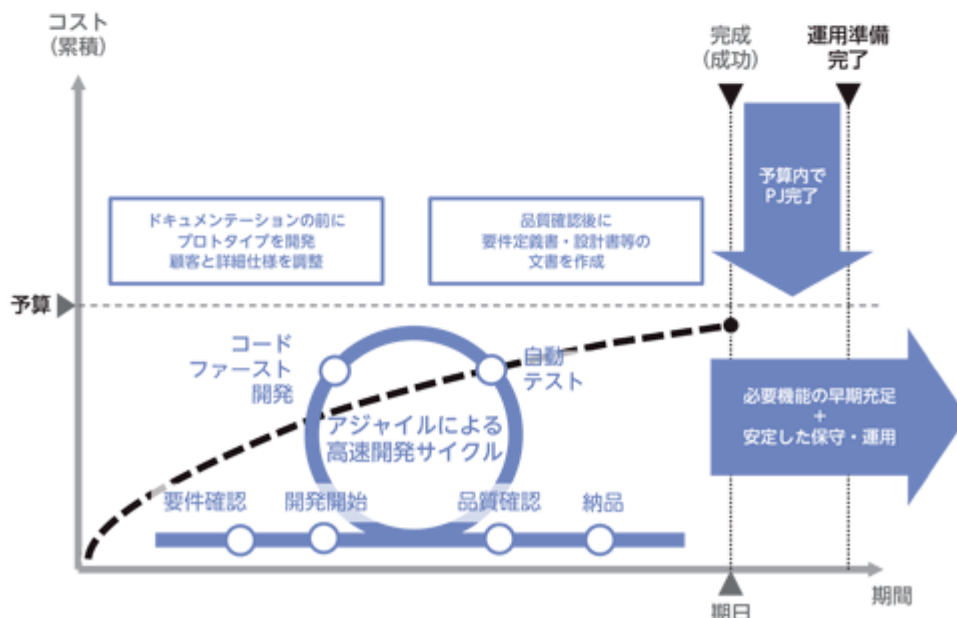 コスト
(累積)
完成
(成功)
運用準備
完了
予算内で
PJ完了
ドキュメンテーションの前に
プロトタイプを開発
顧客と詳細仕様を調整
品質確認後に
要件定義書・設計書等の
文書を作成
予算
コード
ファースト
開発
自動
テスト
アジャイルによる
高速開発サイクル
必要機能の早期充足
+
安定した保守・運用
要件確認
開発開始
品質確認
納品
期間
期日